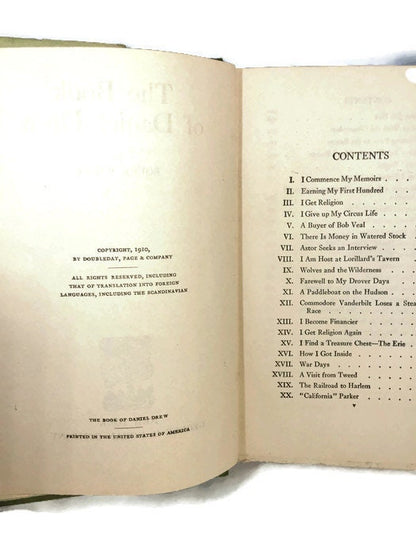 COPYRIGHT, 1910,
BY DOUBLEDAY, PAGE & COMPANY
ALL RIGHTS RESERVED, INCLUDING
THAT OF TRANSLATION INTO FOREIGN
LANGUAGES, INCLUDING THE SCANDINAVIAN
THE BOOK OF DANIEL DREW
PRINTED IN THE UNITED STATES OF AMERICA
CONTENTS
I. I Commence My Memoirs . . .
II. Earning My First Hundred . . .
III. I Get Religion . . . . .
IV. I Give up My Circus Life . . .
V. A Buyer of Bob Veal . . . .
VI. There Is Money in Watered Stock .
VII. Astor Seeks an Interview . . .
VIII. I Am Host at Lorillard's Tavern .
IX. Wolves and the Wilderness . . .
X. Farewell to My Drover Days . .
XI. A Paddleboat on the Hudson . .
XII. Commodore Vanderbilt Loses a Stea
Race . . . . . .
XIII. I Become Financier . . . .
XIV. I Get Religion Again . . . .
XV. I Find a Treasure Chest—The Erie .
XVI. How I Got Inside . . . .
XVII. War Days . . . . .
XVIII. A Visit from Tweed . . . .
XIX. The Railroad to Harlem . . .
XX. "California" Parker . . . .
v